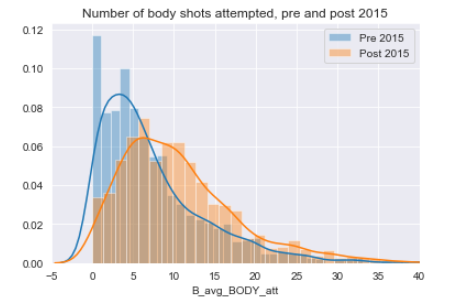 Number of body shots attempted, pre and post 2015
0.12
0.10
0.08
0.06
0.04
0.02
0.00
Pre 2015
Post 2015
−5 0 5 10 15 20 25 30 35 40
B_avg_BODY_att